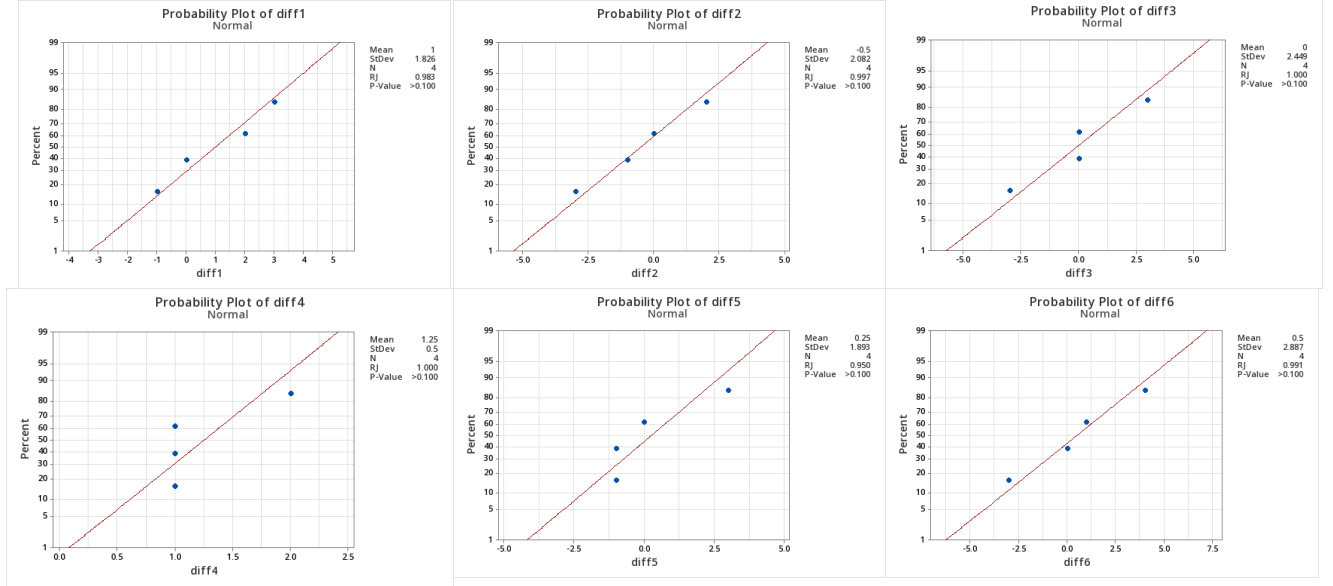 Probability Plot of diff1
Normal
Mean 1
StDev 1.826
N 4
RJ 0.983
P-Value >0.100
99
95
90
80
70
60
50
40
30
20
10
5
1
Percent
-4 -3 -2 -1 0 1 2 3 4 5
diff1
Probability Plot of diff2
Normal
Mean -0.5
StDev 2.082
N 4
RJ 0.997
P-Value >0.100
99
95
90
80
70
60
50
40
30
20
10
5
1
Percent
-5.0 -2.5 0.0 2.5 5.0
diff2
Probability Plot of diff3
Normal
Mean 0
StDev 2.449
N 4
RJ 1.000
P-Value >0.100
99
95
90
80
70
60
50
40
30
20
10
5
1
Percent
-5.0 -2.5 0.0 2.5 5.0
diff3
Probability Plot of diff4
Normal
Mean 1.25
StDev 0.5
N 4
RJ 1.000
P-Value >0.100
99
95
90
80
70
60
50
40
30
20
10
5
1
Percent
0.0 0.5 1.0 1.5 2.0 2.5
diff4
Probability Plot of diff5
Normal
Mean 0.25
StDev 1.893
N 4
RJ 0.950
P-Value >0.100
99
95
90
80
70
60
50
40
30
20
10
5
1
Percent
-5.0 -2.5 0.0 2.5 5.0
diff5
Probability Plot of diff6
Normal
Mean 0.5
StDev 2.887
N 4
RJ 0.991
P-Value >0.100
99
95
90
80
70
60
50
40
30
20
10
5
1
Percent
-5.0 -2.5 0.0 2.5 5.0 7.5
diff6